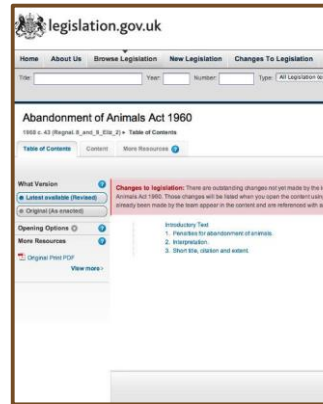 legislation.gov.uk
Home About Us Browse Legislation New Legislation Changes To Legislation
Title: Year: Number: Type: All Legislation
Abandonment of Animals Act 1960
1960 c. 43 (Regnal. 8_and_9_Eliz_2) ▸ Table of Contents
Table of Contents Content More Resources
What Version
Latest available (Revised)
Original (As enacted)
Opening Options
More Resources
Original Print PDF
View more
Changes to legislation: There are outstanding changes not yet made by the
Animals Act 1960. Those changes will be listed when you open the content using
already been made by the team appear in the content and are referenced with
Introductory Text
1. Penalties for abandonment of animals.
2. Interpretation.
3. Short title, citation and extent.